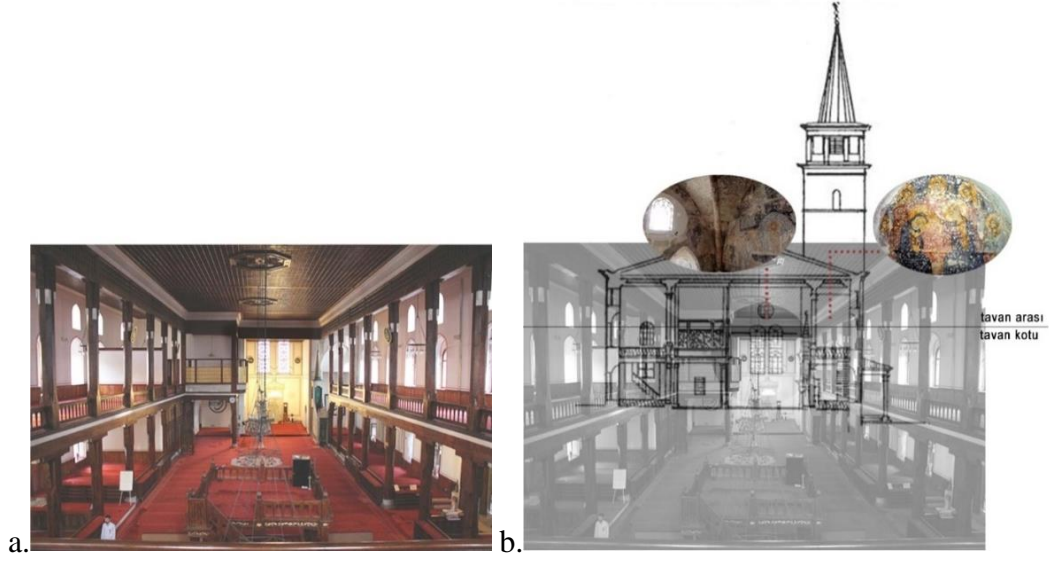 a.
b.
tavan arası
tavan kotu